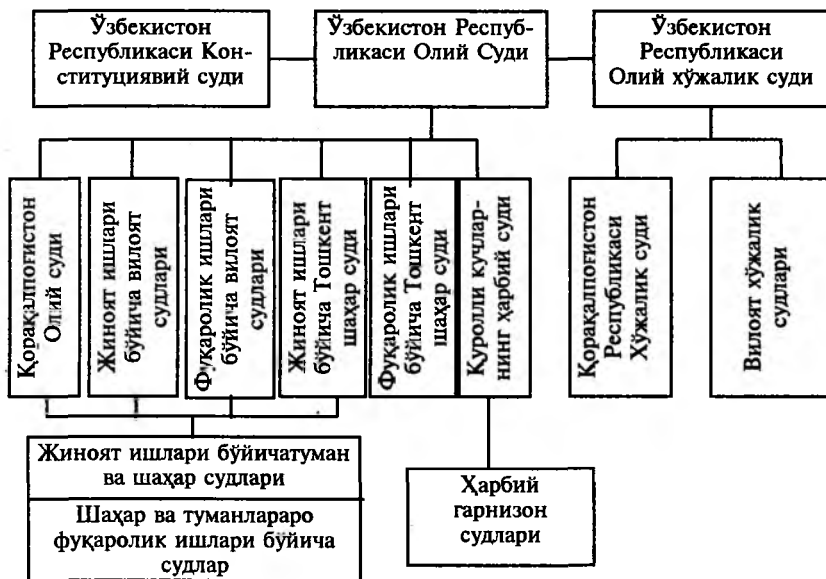 Ўзбекистон
Республикаси Кон-
ституциявий суди
Ўзбекистон Респуб-
ликаси Олий Суди
Ўзбекистон
Республикаси
Олий хўжалик суди
Қорақалпоғистон
Олий суди
Жиноят ишлари
бўйича вилоят
судлари
Фуқаролик ишлари
бўйича вилоят
судлари
Жиноят ишлари
бўйича Тошкент
шаҳар суди
Фуқаролик ишлари
бўйича Тошкент
шаҳар суди
Қуролли кучлар-
нинг ҳарбий суди
Қорақалпоғистон
Республикаси
Хўжалик суди
Вилоят хўжалик
судлари
Жиноят ишлари бўйичатуман
ва шаҳар судлари
Шаҳар ва туманлараро
фуқаролик ишлари бўйича
судлар
Ҳарбий
гарнизон
судлари